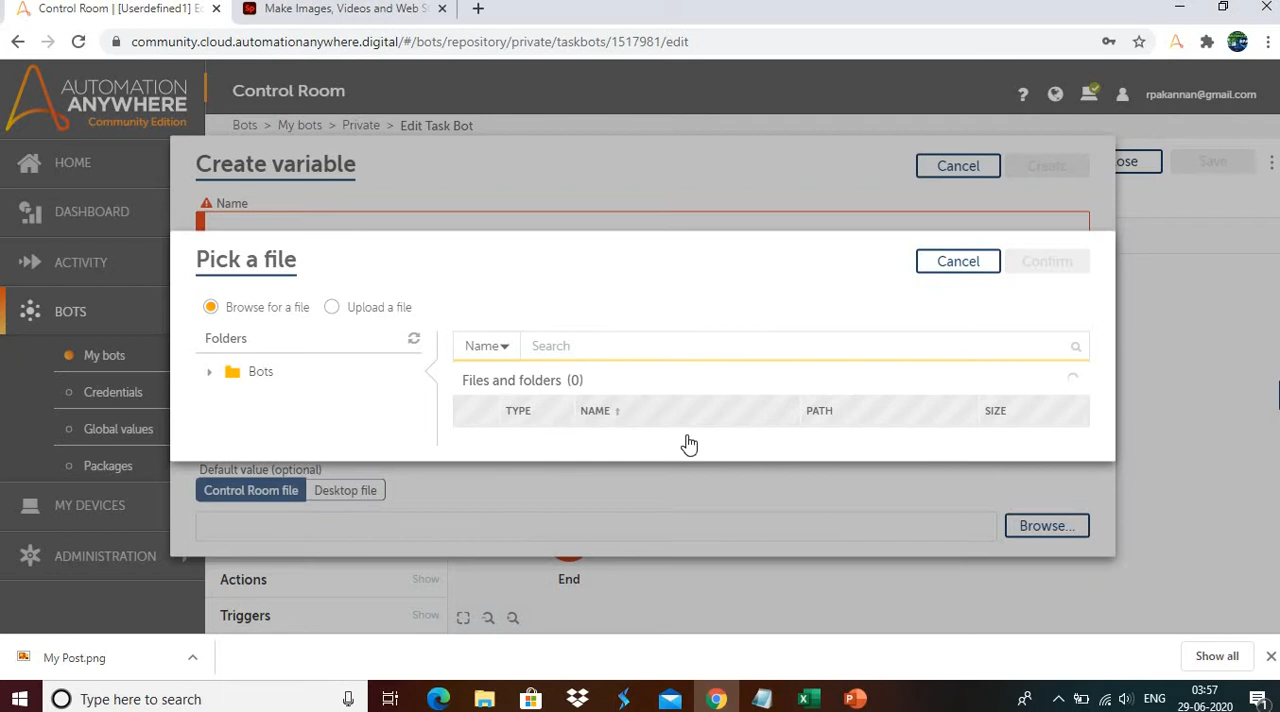 Control Room | [Userdefined1] Ec
Make Images, Videos and Web S
community.cloud.automationanywhere.digital/#/bots/repository/private/taskbots/1517981/edit
AUTOMATION
ANYWHERE
Community Edition
Control Room
rpakannan@gmail.com
Bots > My bots > Private > Edit Task Bot
HOME
DASHBOARD
ACTIVITY
BOTS
My bots
Credentials
Global values
Packages
MY DEVICES
ADMINISTRATION
Create variable
Cancel
Create
ose
Save
Name
Pick a file
Cancel
Confirm
Browse for a file
Upload a file
Folders
Bots
Name
Search
Files and folders (0)
TYPE
NAME
PATH
SIZE
Default value (optional)
Control Room file
Desktop file
Browse...
Actions
Show
End
Triggers
Show
My Post.png
Show all
Type here to search
ENG
03:57
29-06-2020